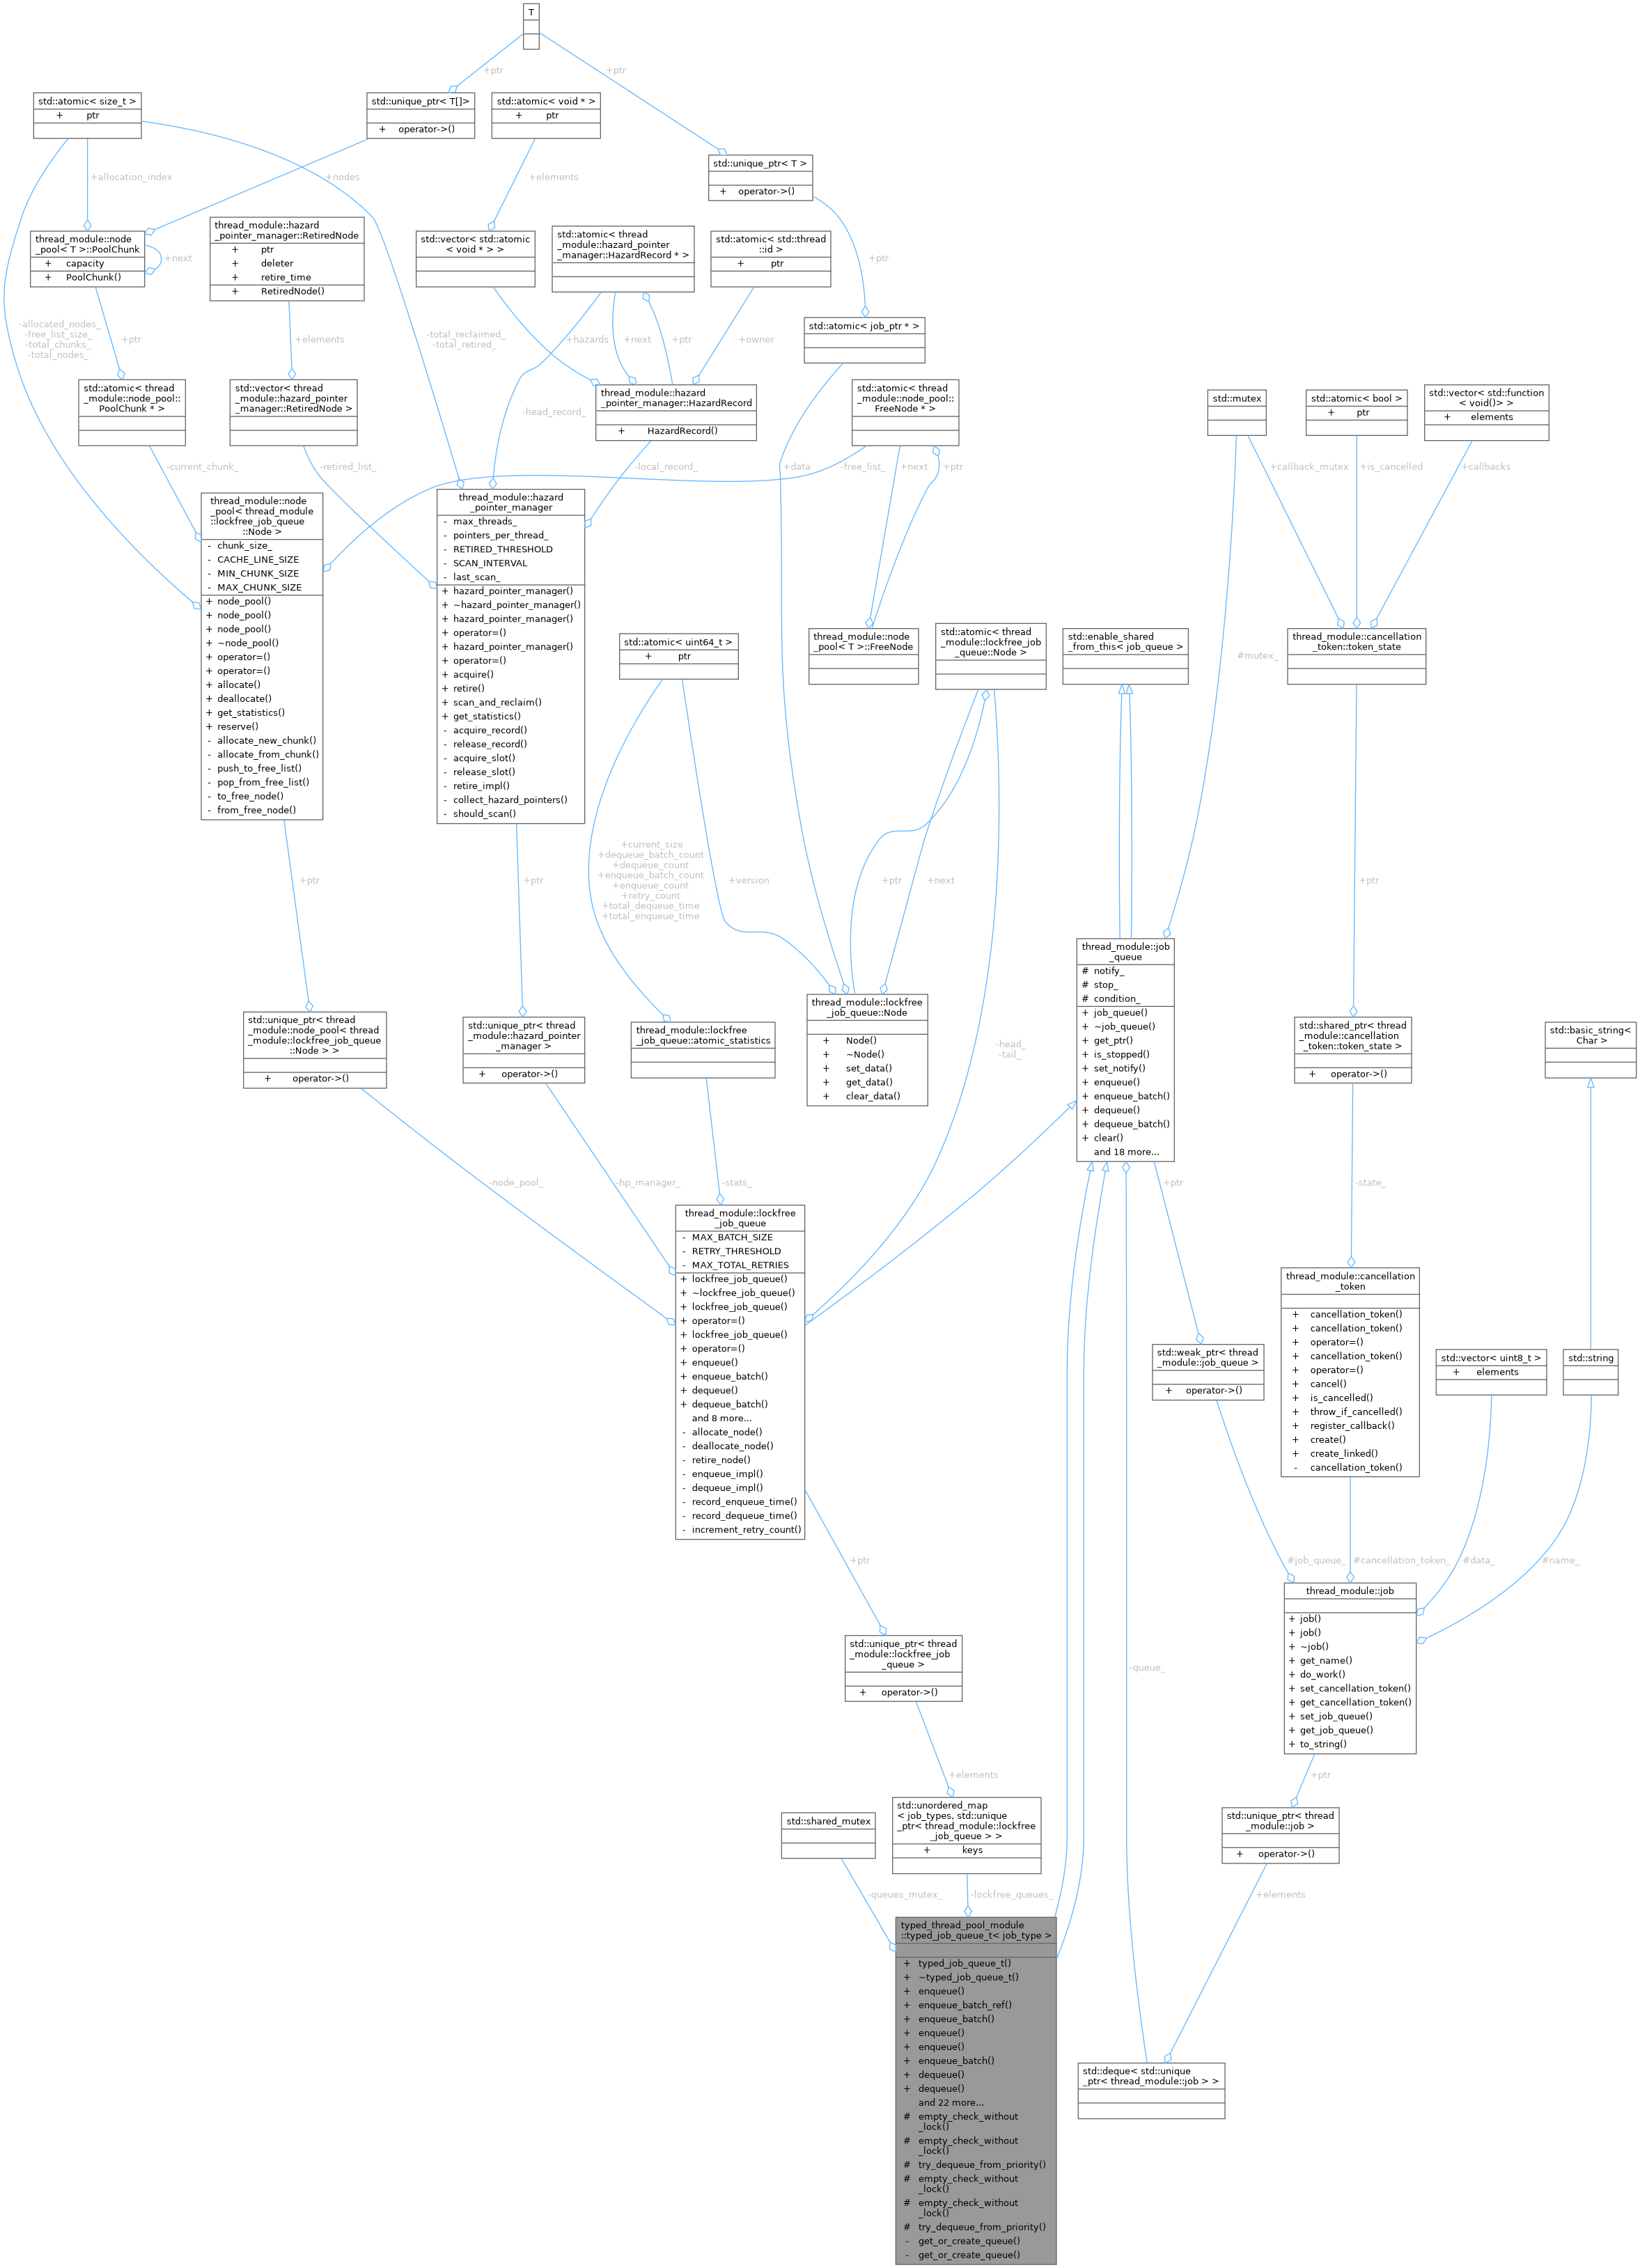 T
+ptr
+ptr
std::atomic< size_t >
+ ptr
std::unique_ptr< T[]>
+ operator->()
std::atomic< void * >
+ ptr
std::unique_ptr< T >
+ operator->()
+allocation_index
+nodes
+elements
thread_module::node
_pool< T >::PoolChunk
+ capacity
+ PoolChunk()
+next
thread_module::hazard
_pointer_manager::RetiredNode
+ ptr
+ deleter
+ retire_time
+ RetiredNode()
std::vector< std::atomic
< void * > >
std::atomic< thread
_module::hazard_pointer
_manager::HazardRecord * >
std::atomic< std::thread
::id >
+ ptr
+ptr
std::atomic< job_ptr * >
-allocated_nodes_
-free_list_size_
-total_chunks_
-total_nodes_
+ptr
+elements
-total_reclaimed_
-total_retired_
+hazards
+next
+ptr
+owner
std::atomic< thread
_module::node_pool::
PoolChunk * >
std::vector< thread
_module::hazard_pointer
_manager::RetiredNode >
-head_record_
thread_module::hazard
_pointer_manager::HazardRecord
+ HazardRecord()
std::atomic< thread
_module::node_pool::
FreeNode * >
std::mutex
std::atomic< bool >
+ ptr
std::vector< std::function
< void()> >
+ elements
-current_chunk_
-retired_list_
-local_record_
+data
-free_list_
+next
+ptr
+callback_mutex
+is_cancelled
+callbacks
thread_module::node
_pool< thread_module
::lockfree_job_queue
::Node >
- chunk_size_
- CACHE_LINE_SIZE
- MIN_CHUNK_SIZE
- MAX_CHUNK_SIZE
+ node_pool()
+ node_pool()
+ node_pool()
+ ~node_pool()
+ operator=()
+ operator=()
+ allocate()
+ deallocate()
+ get_statistics()
+ reserve()
- allocate_new_chunk()
- allocate_from_chunk()
- push_to_free_list()
- pop_from_free_list()
- to_free_node()
- from_free_node()
thread_module::hazard
_pointer_manager
- max_threads_
- pointers_per_thread_
- RETIRED_THRESHOLD
- SCAN_INTERVAL
- last_scan_
+ hazard_pointer_manager()
+ ~hazard_pointer_manager()
+ hazard_pointer_manager()
+ operator=()
+ hazard_pointer_manager()
+ operator=()
+ acquire()
+ retire()
+ scan_and_reclaim()
+ get_statistics()
- acquire_record()
- release_record()
- acquire_slot()
- release_slot()
- retire_impl()
- collect_hazard_pointers()
- should_scan()
std::atomic< uint64_t >
+ ptr
thread_module::node
_pool< T >::FreeNode
std::atomic< thread
_module::lockfree_job
_queue::Node >
std::enable_shared
_from_this< job_queue >
#mutex_
thread_module::cancellation
_token::token_state
+ptr
+ptr
+current_size
+dequeue_batch_count
+dequeue_count
+enqueue_batch_count
+enqueue_count
+retry_count
+total_dequeue_time
+total_enqueue_time
+version
+ptr
+next
+ptr
thread_module::job
_queue
# notify_
# stop_
# condition_
+ job_queue()
+ ~job_queue()
+ get_ptr()
+ is_stopped()
+ set_notify()
+ enqueue()
+ enqueue_batch()
+ dequeue()
+ dequeue_batch()
+ clear()
and 18 more...
std::unique_ptr< thread
_module::node_pool< thread
_module::lockfree_job_queue
::Node > >
+ operator->()
std::unique_ptr< thread
_module::hazard_pointer
_manager >
+ operator->()
thread_module::lockfree
_job_queue::atomic_statistics
thread_module::lockfree
_job_queue::Node
+ Node()
+ ~Node()
+ set_data()
+ get_data()
+ clear_data()
-head_
-tail_
std::shared_ptr< thread
_module::cancellation
_token::token_state >
+ operator->()
std::basic_string<
Char >
-node_pool_
-hp_manager_
-stats_
+ptr
-state_
thread_module::lockfree
_job_queue
- MAX_BATCH_SIZE
- RETRY_THRESHOLD
- MAX_TOTAL_RETRIES
+ lockfree_job_queue()
+ ~lockfree_job_queue()
+ lockfree_job_queue()
+ operator=()
+ lockfree_job_queue()
+ operator=()
+ enqueue()
+ enqueue_batch()
+ dequeue()
+ dequeue_batch()
and 8 more...
- allocate_node()
- deallocate_node()
- retire_node()
- enqueue_impl()
- dequeue_impl()
- record_enqueue_time()
- record_dequeue_time()
- increment_retry_count()
thread_module::cancellation
_token
+ cancellation_token()
+ cancellation_token()
+ operator=()
+ cancellation_token()
+ operator=()
+ cancel()
+ is_cancelled()
+ throw_if_cancelled()
+ register_callback()
+ create()
+ create_linked()
- cancellation_token()
std::weak_ptr< thread
_module::job_queue >
+ operator->()
std::vector< uint8_t >
+ elements
std::string
+ptr
#job_queue_
#cancellation_token_
#data_
#name_
thread_module::job
+ job()
+ job()
+ ~job()
+ get_name()
+ do_work()
+ set_cancellation_token()
+ get_cancellation_token()
+ set_job_queue()
+ get_job_queue()
+ to_string()
std::unique_ptr< thread
_module::lockfree_job
_queue >
+ operator->()
-queue_
+elements
+ptr
std::shared_mutex
std::unordered_map
< job_types, std::unique
_ptr< thread_module::lockfree
_job_queue > >
+ keys
std::unique_ptr< thread
_module::job >
+ operator->()
-queues_mutex_
-lockfree_queues_
+elements
typed_thread_pool_module
::typed_job_queue_t< job_type >
+ typed_job_queue_t()
+ ~typed_job_queue_t()
+ enqueue()
+ enqueue_batch_ref()
+ enqueue_batch()
+ enqueue()
+ enqueue()
+ enqueue_batch()
+ dequeue()
+ dequeue()
and 22 more...
# empty_check_without
_lock()
# empty_check_without
_lock()
# try_dequeue_from_priority()
# empty_check_without
_lock()
# empty_check_without
_lock()
# try_dequeue_from_priority()
- get_or_create_queue()
- get_or_create_queue()
std::deque< std::unique
_ptr< thread_module::job > >